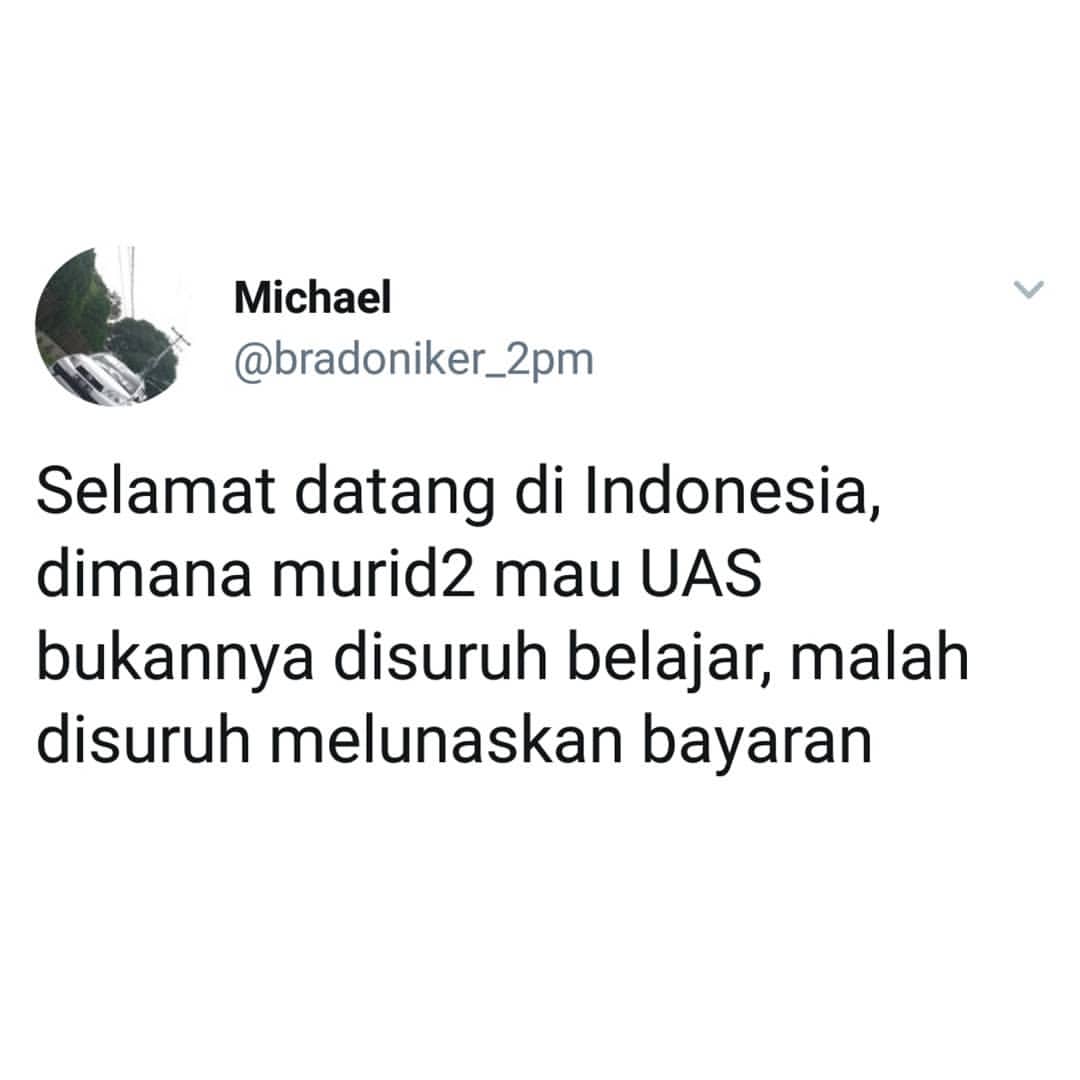 Michael
@bradoniker_2pm
Selamat datang di Indonesia,
dimana murid2 mau UAS
bukannya disuruh belajar, malah
disuruh melunaskan bayaran